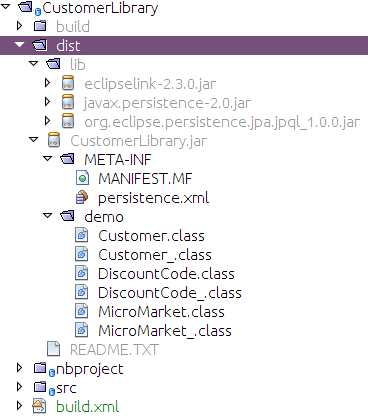 CustomerLibrary
build
dist
lib
eclipselink-2.3.0.jar
javax.persistence-2.0.jar
org.eclipse.persistence.jpa.jpql_1.0.0.jar
CustomerLibrary.jar
META-INF
MANIFEST.MF
persistence.xml
demo
Customer.class
Customer_.class
DiscountCode.class
DiscountCode_.class
MicroMarket.class
MicroMarket_.class
README.TXT
nbproject
src
build.xml